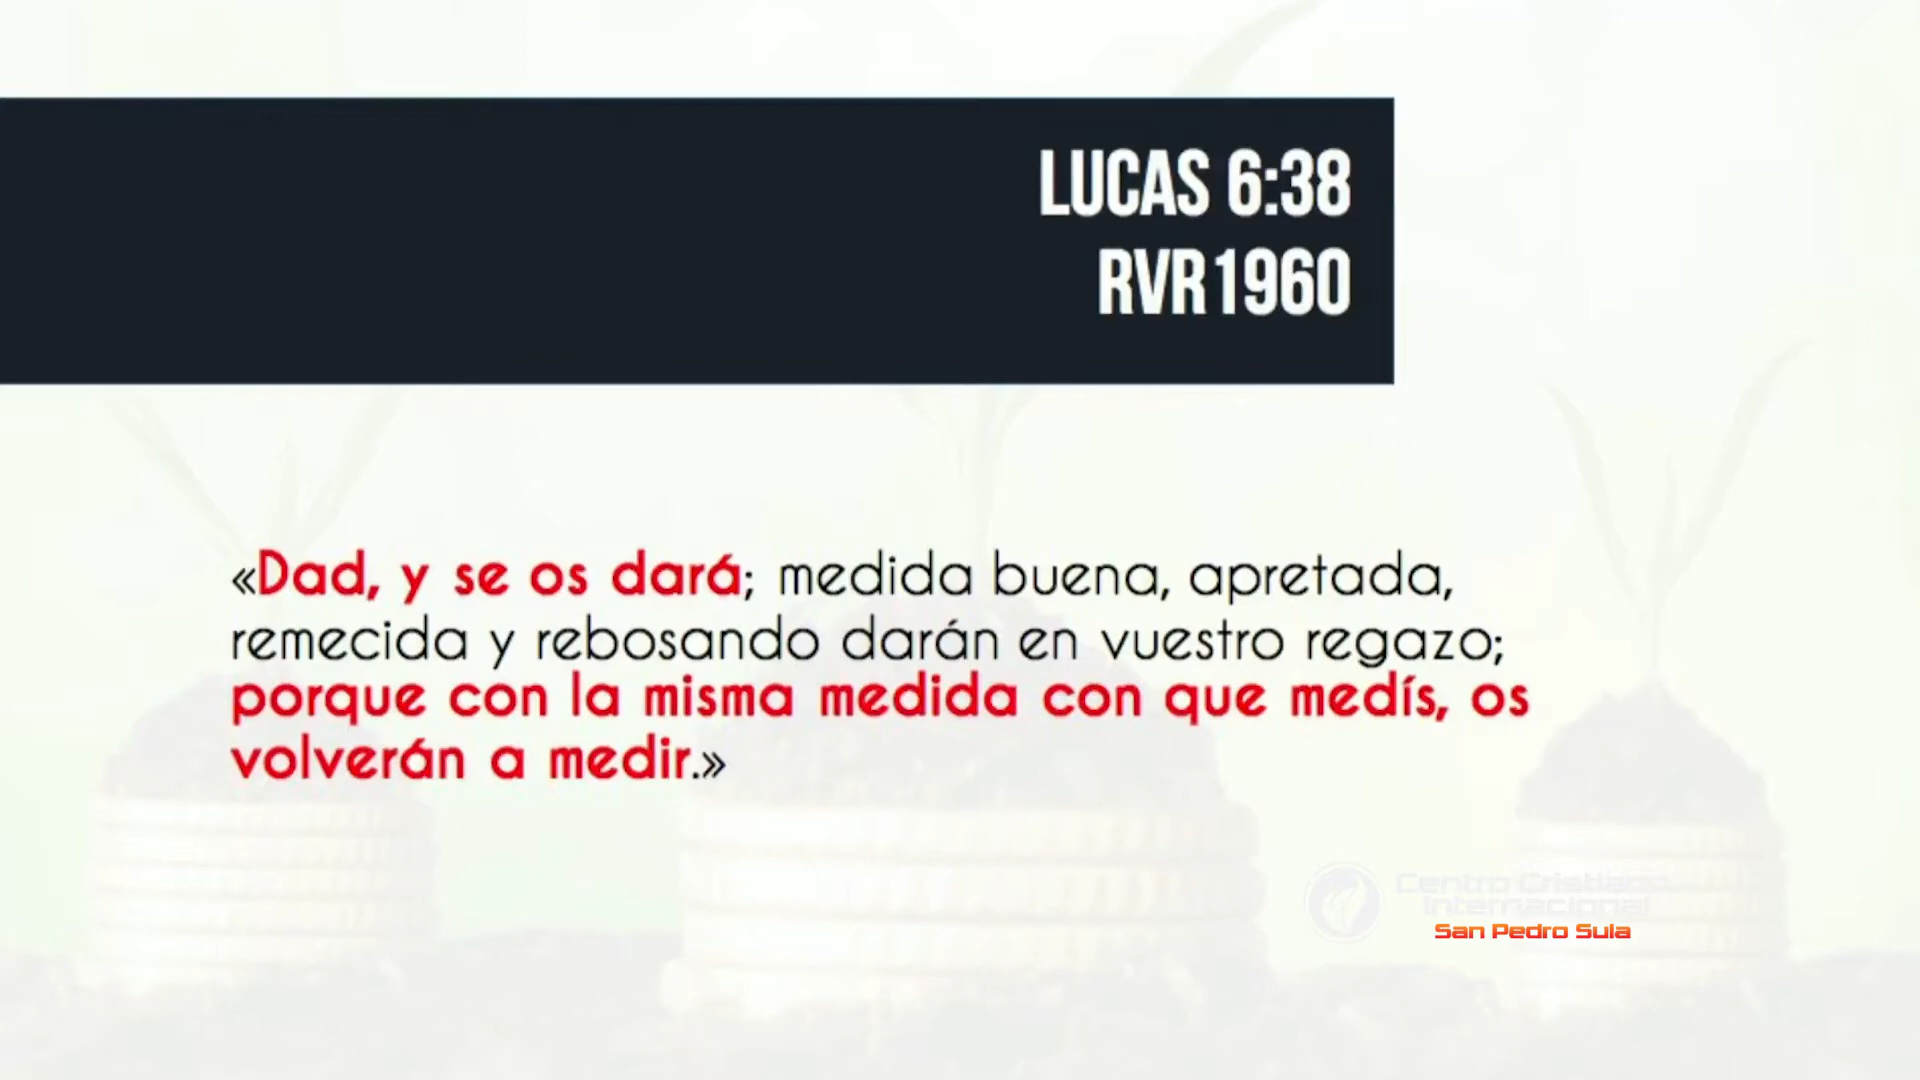 LUCAS 6:38
RVR1960
«Dad, y se os dará; medida buena, apretada,
remecida y rebosando darán en vuestro regazo;
porque con la misma medida con que medís, os
volverán a medir.»
Centro Cristiano
Internacional
San Pedro Sula